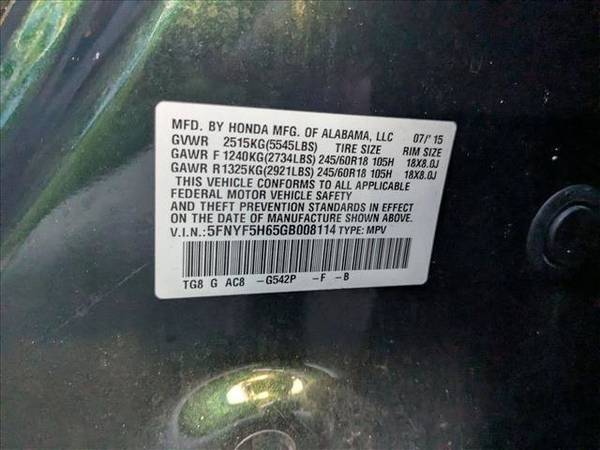 MFD. BY HONDA MFG. OF ALABAMA, LLC 07/'15
GVWR 2515KG(5545LBS) TIRE SIZE RIM SIZE
GAWR F 1240KG(2734LBS) 245/60R18 105H 18X8.0J
GAWR R1325KG(2921LBS) 245/60R18 105H 18X8.0J
THIS VEHICLE CONFORMS TO ALL APPLICABLE
FEDERAL MOTOR VEHICLE SAFETY
AND THEFT PREVENTION STANDARDS IN EFFECT
ON THE DATE OF MANUFACTURE SHOWN ABOVE.
V.I.N.:5FNYF5H65GB008114 TYPE: MPV
TG8 G AC8 -G542P -F -B